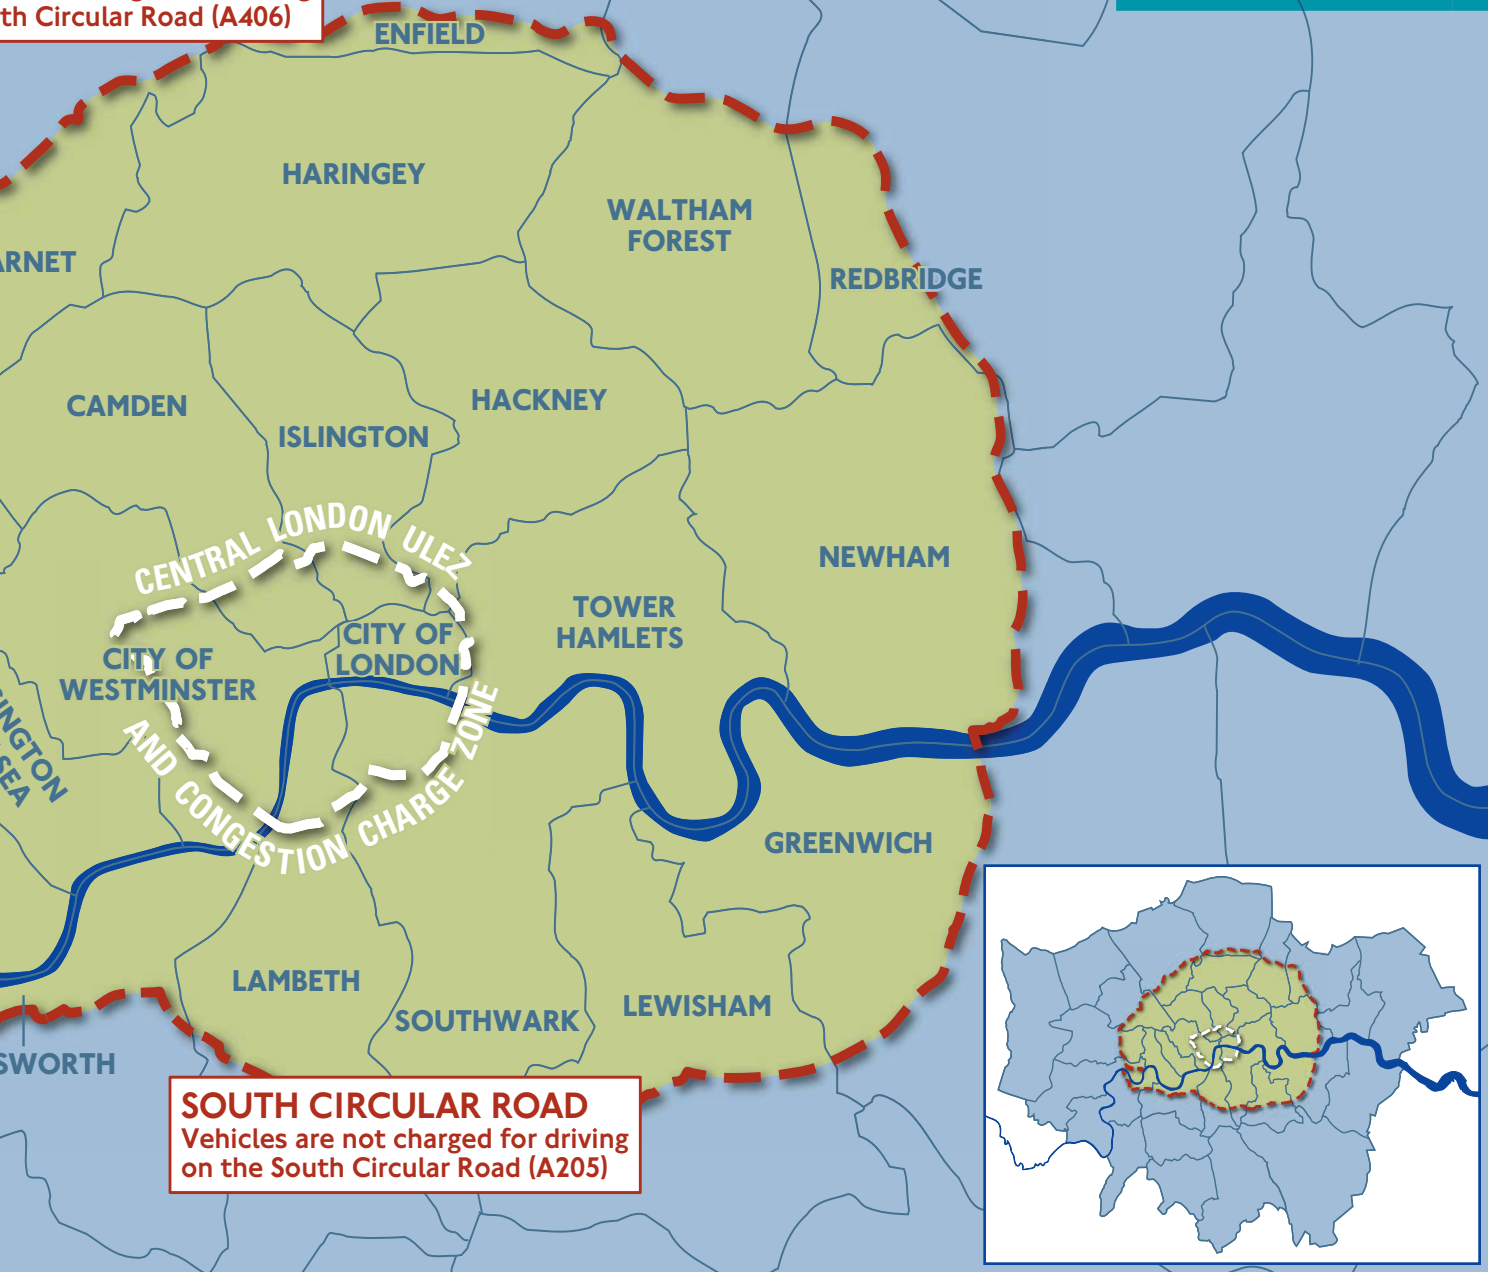 th Circular Road (A406)
ENFIELD
HARINGEY
WALTHAM
FOREST
ARNET
REDBRIDGE
CAMDEN
HACKNEY
ISLINGTON
CENTRAL LONDON ULEZ
NEWHAM
TOWER
HAMLETS
CITY OF
LONDON
CITY OF
WESTMINSTER
INGTON
SEA
AND CONGESTION CHARGE ZONE
GREENWICH
LAMBETH
SOUTHWARK
LEWISHAM
SWORTH
SOUTH CIRCULAR ROAD
Vehicles are not charged for driving
on the South Circular Road (A205)